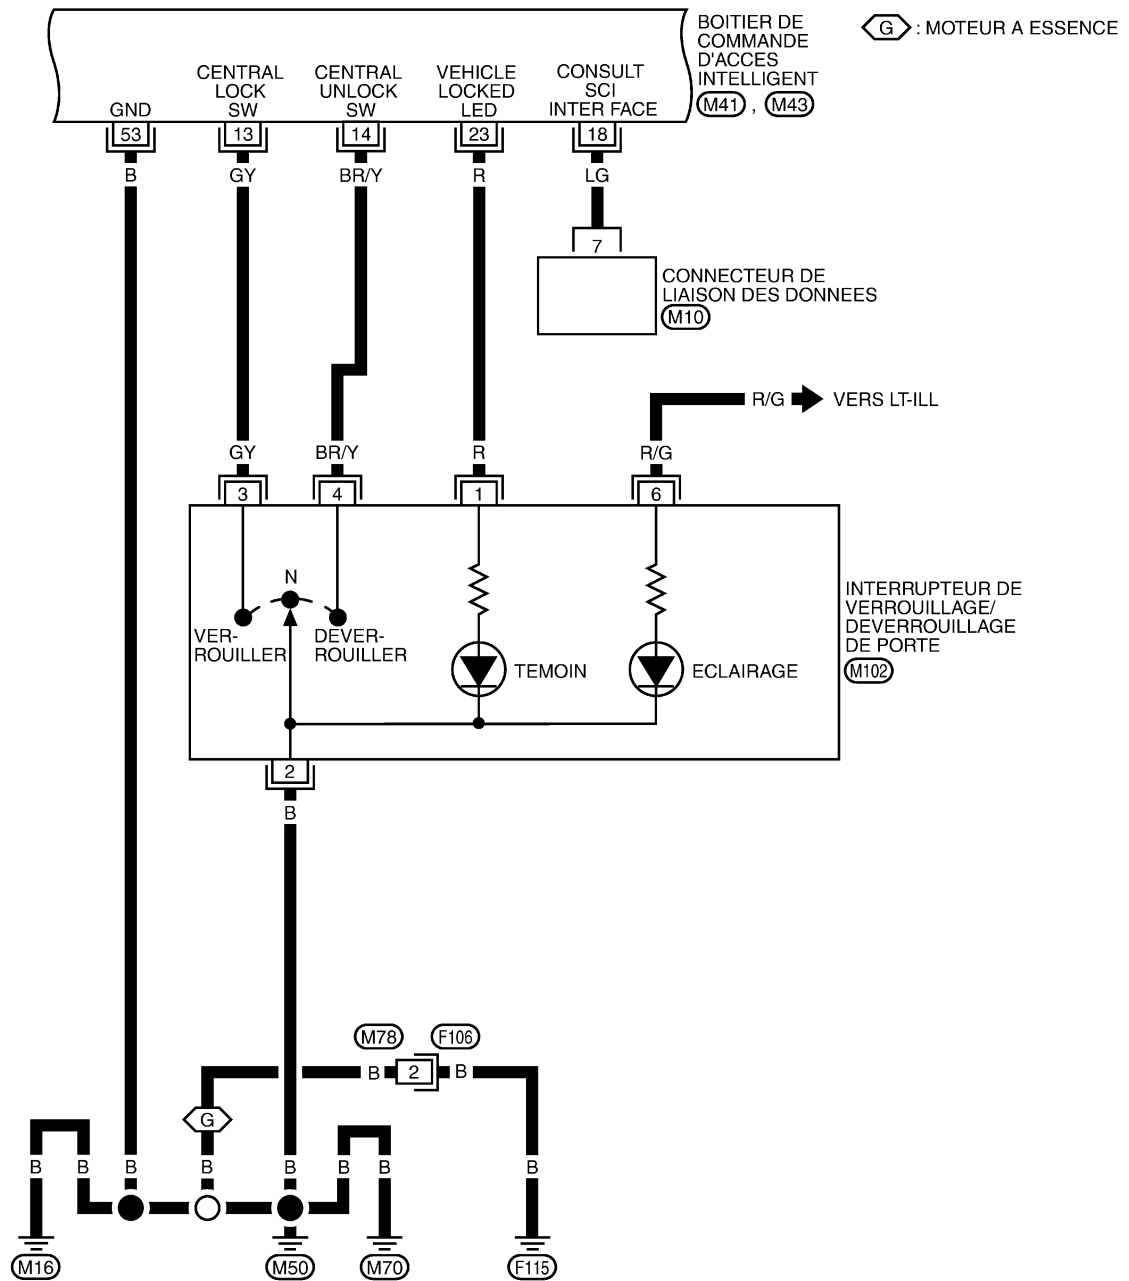 BOITIER DE
COMMANDE
D'ACCES
INTELLIGENT
M41 , M43
G : MOTEUR A ESSENCE
GND
CENTRAL
LOCK
SW
CENTRAL
UNLOCK
SW
VEHICLE
LOCKED
LED
CONSULT
SCI
INTER FACE
53
13
14
23
18
B
GY
BR/Y
R
LG
7
CONNECTEUR DE
LIAISON DES DONNEES
M10
R/G
VERS LT-ILL
GY
BR/Y
R
R/G
3
4
1
6
N
VER-
ROUILLER
DEVER-
ROUILLER
TEMOIN
ECLAIRAGE
INTERRUPTEUR DE
VERROUILLAGE/
DEVERROUILLAGE
DE PORTE
M102
2
B
M78
F106
B
2
B
G
B
B
B
B
B
B
B
B
M16
M50
M70
F115